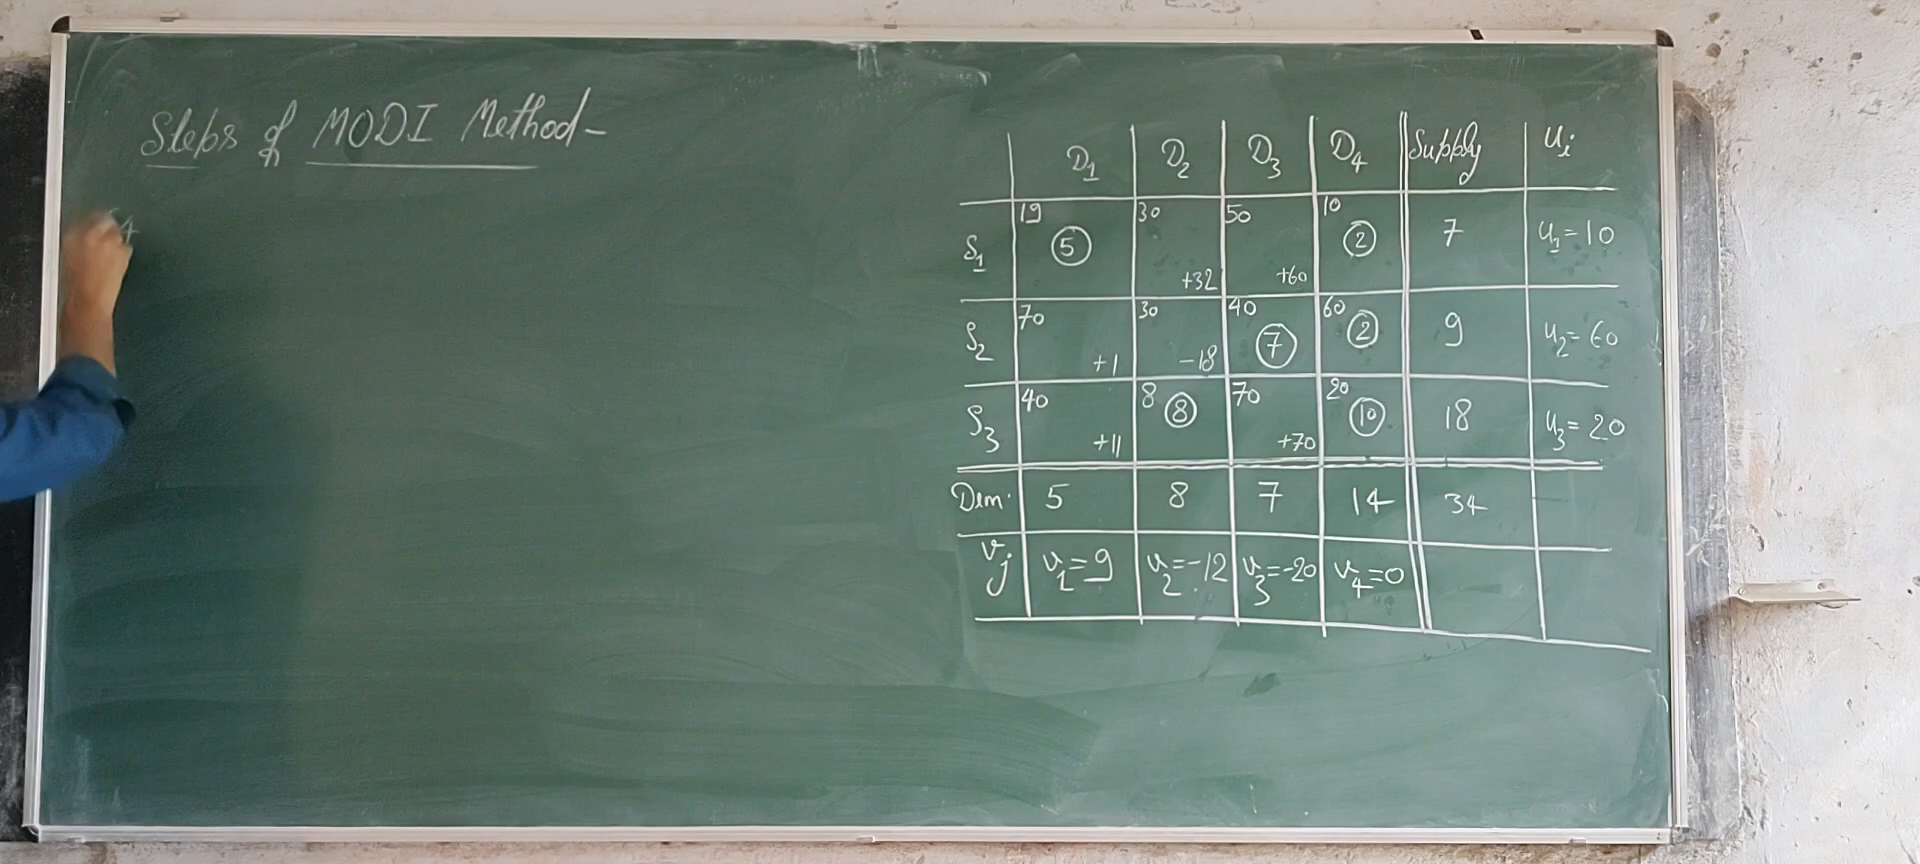 Steps of MODI Method-
D1 D2 D3 D4 Supply ui
S1 19 5 30 +32 50 +60 10 2 7 u1=10
S2 70 +1 30 -18 40 7 60 2 9 u2=60
S3 40 +11 8 8 70 +70 20 10 18 u3=20
Dem. 5 8 7 14 34
vj v1=9 v2=-12 v3=-20 v4=0